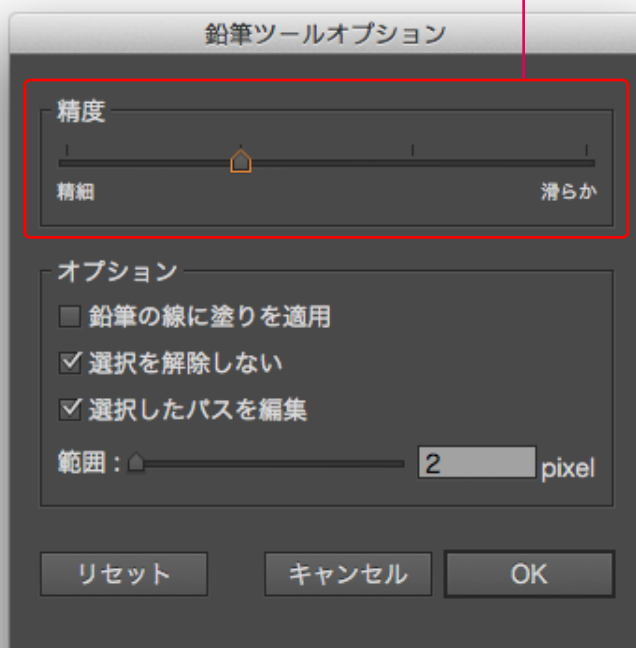 鉛筆ツールオプション
精度
精細 滑らか
オプション
鉛筆の線に塗りを適用
選択を解除しない
選択したパスを編集
範囲 : 2 pixel
リセット キャンセル OK